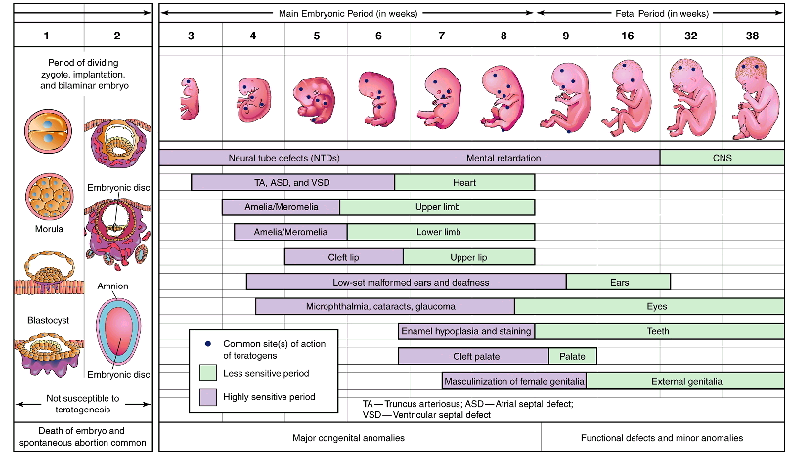 Main Embryonic Period (in weeks)
Feta Period (in weeks)
1
2
3
4
5
6
7
8
9
16
32
38
Period of dividing
zygote, implantation,
and bilaminar embryo
Embryonic disc
Morula
Amnion
Blastocyst
Embryonic disc
Not susceptible to
teratogenesis
Death of embryo and
spontaneous abortion common
Neural tube cefects (NTDs)
Mental retardation
CNS
TA, ASD, and VSD
Heart
Amelia/Meromelia
Upper limb
Amelia/Meromelia
Lower limb
Cleft lip
Upper lip
Low-set malformed ears and deafness
Ears
Microphthalmia, cataracts, glaucoma
Eyes
Enamel hypoplasia and staining
Teeth
Cleft palate
Palate
Masculinization of female genitalia
External genitalia
Common site(s) of action
of teratogens
Less sensitive period
Highly sensitive period
TA—Truncus arteriosus; ASD—Atrial septal defect;
VSD—Ventricular septal defect
Major congenital anomalies
Functional defects and minor anomalies